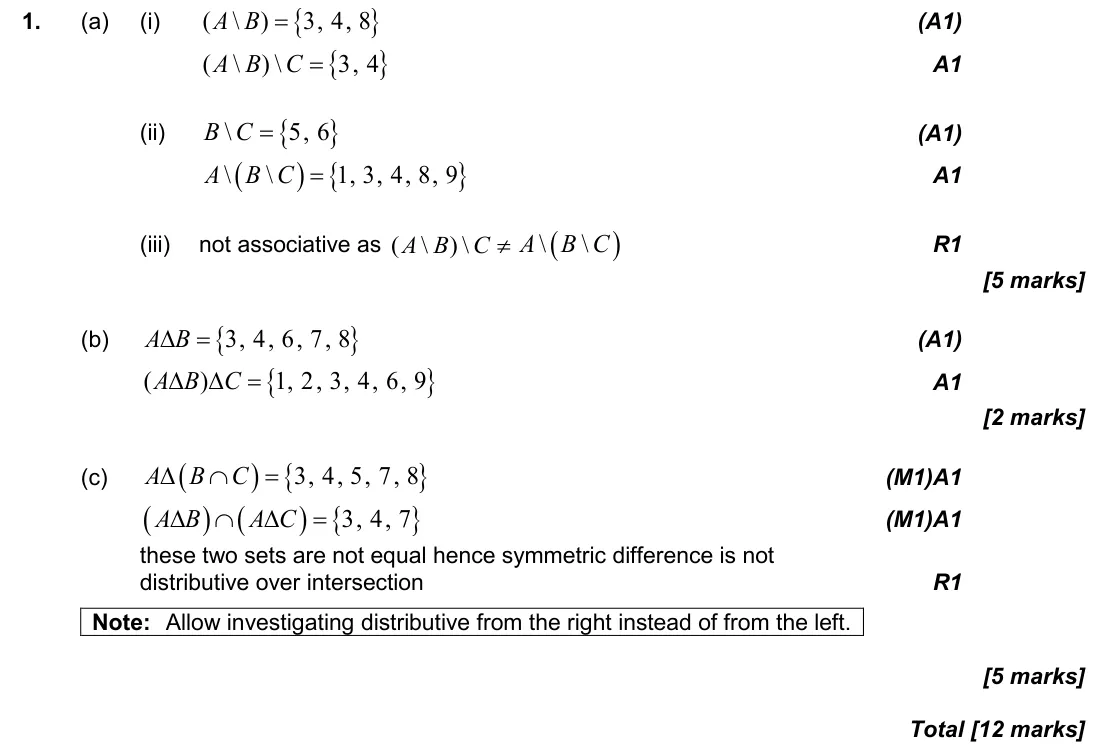 1. (a) (i) (A \ B) = {3, 4, 8} (A1)
(A \ B) \ C = {3, 4} A1
(ii) B \ C = {5, 6} (A1)
A \ (B \ C) = {1, 3, 4, 8, 9} A1
(iii) not associative as (A \ B) \ C ≠ A \ (B \ C) R1
[5 marks]
(b) AΔB = {3, 4, 6, 7, 8} (A1)
(AΔB)ΔC = {1, 2, 3, 4, 6, 9} A1
[2 marks]
(c) AΔ(B ∩ C) = {3, 4, 5, 7, 8} (M1)A1
(AΔB) ∩ (AΔC) = {3, 4, 7} (M1)A1
these two sets are not equal hence symmetric difference is not
distributive over intersection R1
Note: Allow investigating distributive from the right instead of from the left.
[5 marks]
Total [12 marks]